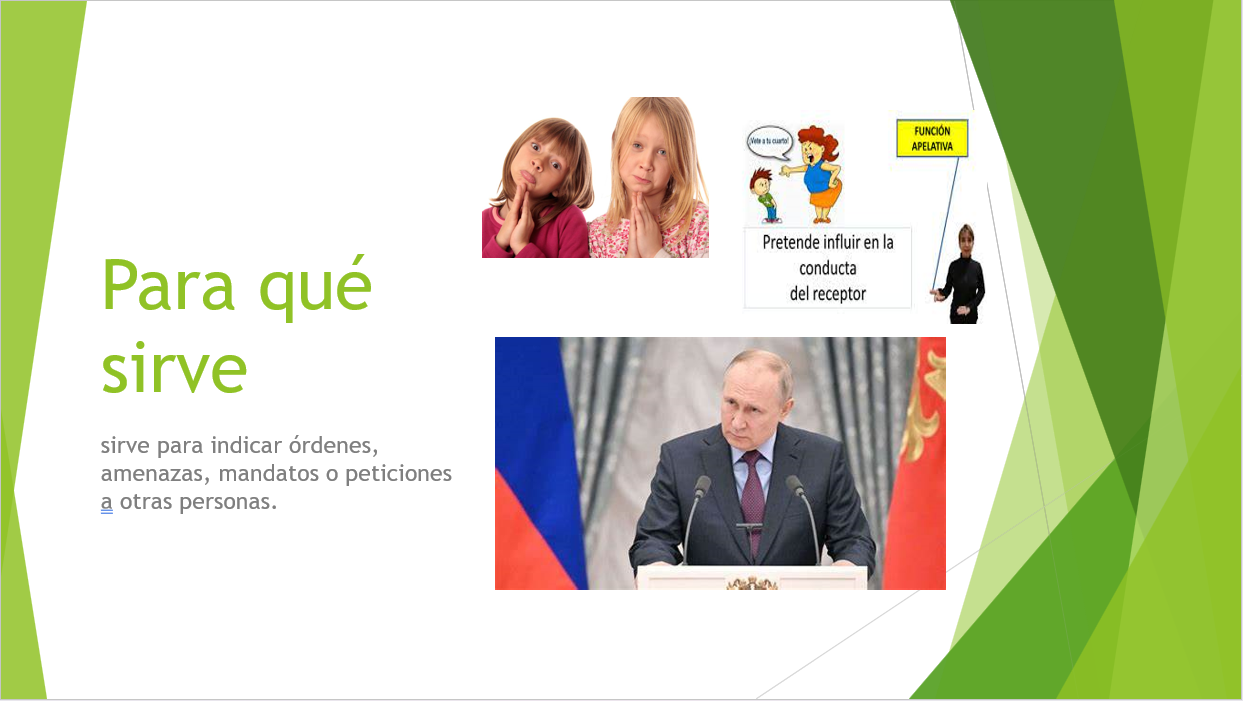 Para qué
sirve
sirve para indicar órdenes,
amenazas, mandatos o peticiones
a otras personas.
¡Vete a tu cuarto!
FUNCIÓN
APELATIVA
Pretende influir en la
conducta
del receptor